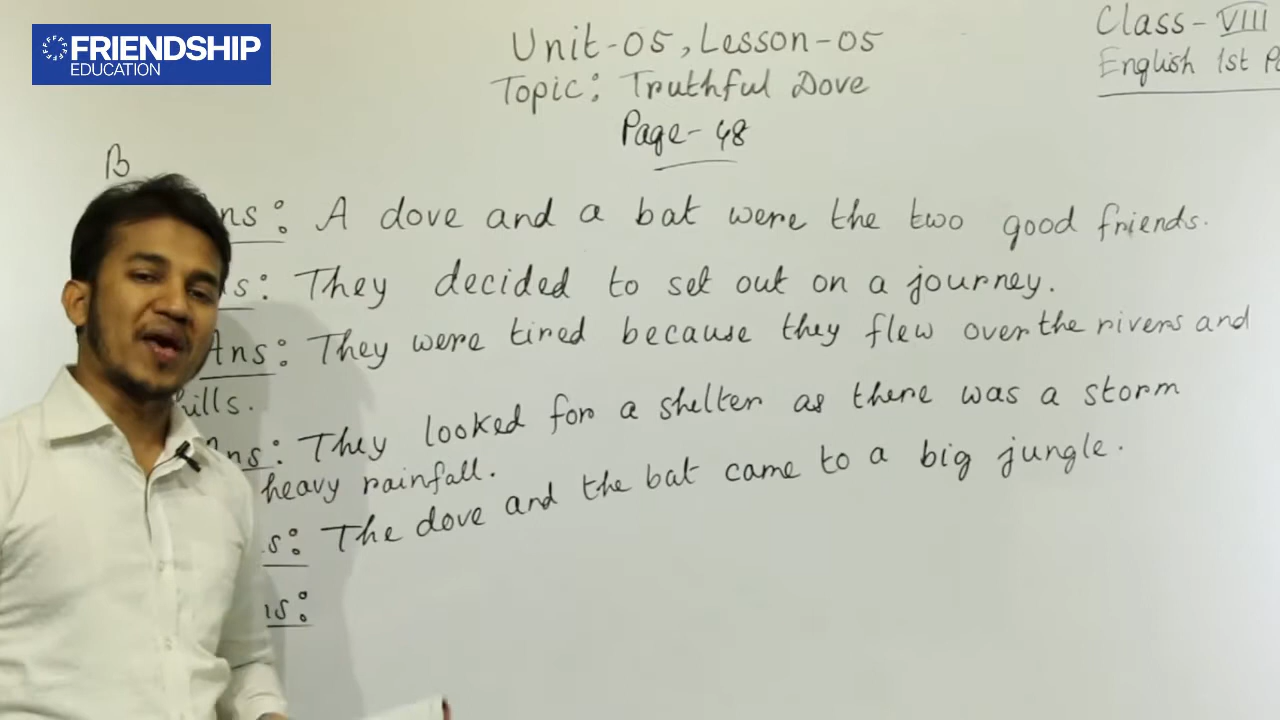 FRIENDSHIP
EDUCATION
Unit-05, Lesson-05
Topic: Truthful Dove
Page-48
Class-VIII
English 1st
B
ns: A dove and a bat were the two good friends.
s: They decided to set out on a journey.
Ans: They were tired because they flew over the rivers and
ills.
Ans: They looked for a shelter as there was a storm
heavy rainfall.
s: The dove and the bat came to a big jungle.
ns: